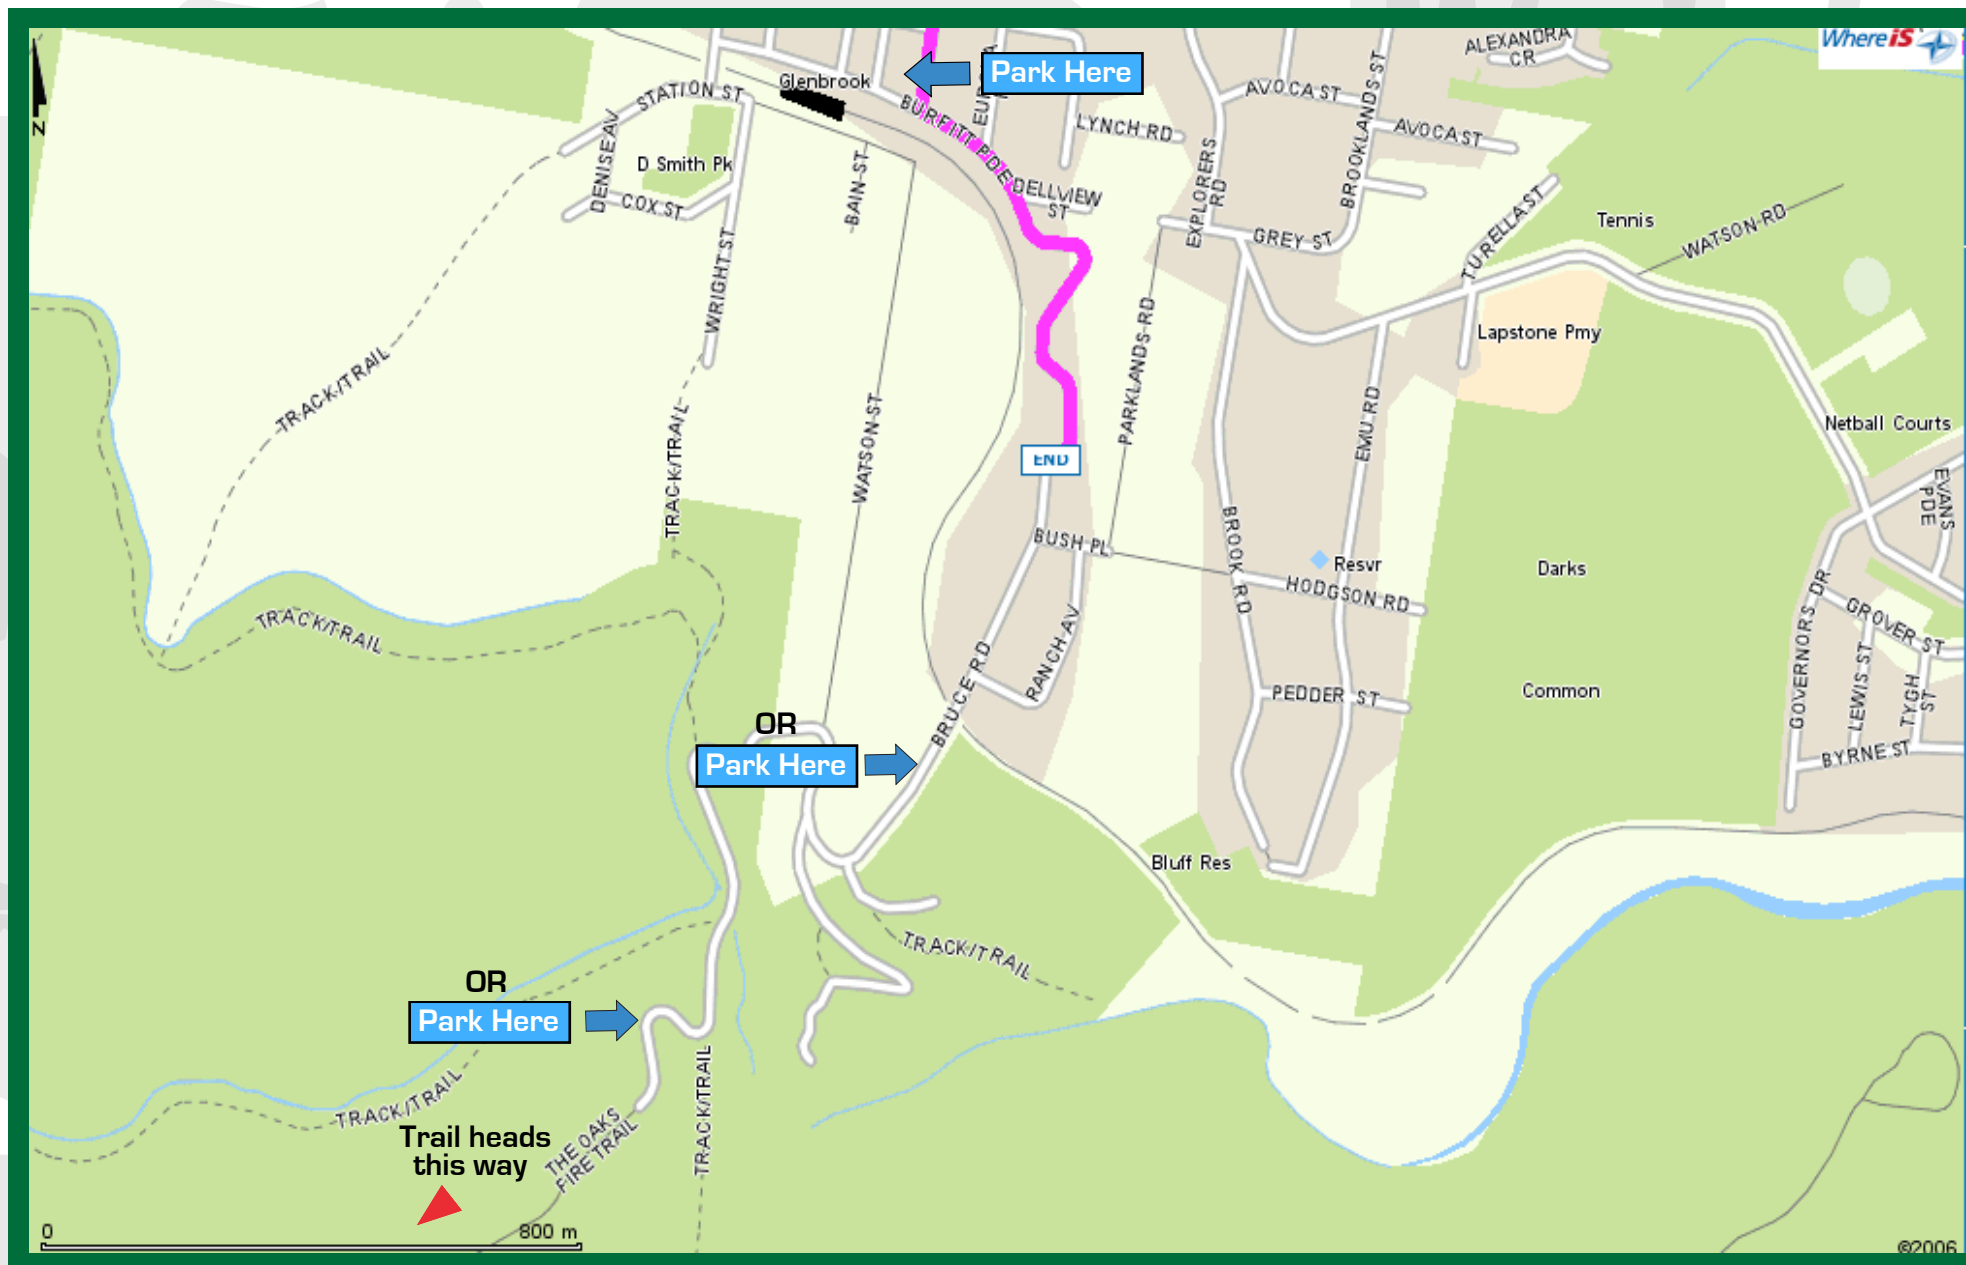 Where iS
ALEXANDRA
CR
Park Here
Glenbrook
STATION ST
BURFITT PDE
AVOCA ST
BROOKLANDS ST
LYNCH RD
AVOCA ST
DENISE AV
D Smith Pk
BAIN ST
EXPLORERS
RD
DELLVIEW
ST
COX ST
TURELLA ST
Tennis
WATSON RD
GREY ST
WRIGHT ST
Lapstone Pmy
TRACK/TRAIL
PARKLANDS RD
EMU RD
Netball Courts
TRACK/TRAIL
WATSON ST
END
EVANS
PDE
BROOK RD
BUSH PL
Resvr
Darks
HODGSON RD
GOVERNORS DR
GROVER ST
TRACK/TRAIL
RANCH AV
BRUCE RD
LEWIS ST
TYGH
ST
PEDDER ST
Common
OR
Park Here
BYRNE ST
Bluff Res
TRACK/TRAIL
OR
Park Here
TRACK/TRAIL
TRACK/TRAIL
Trail heads
this way
THE OAKS
FIRE TRAIL
0 800 m
©2006
N